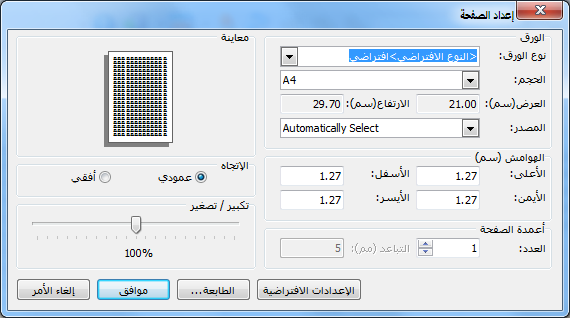 إعداد الصفحة
الورق
نوع الورق: <النوع الافتراضي>افتراضي
الحجم: A4
العرض(سم): 21.00 الارتفاع(سم): 29.70
المصدر: Automatically Select
الهوامش (سم)
الأعلى: 1.27 الأسفل: 1.27
الأيمن: 1.27 الأيسر: 1.27
أعمدة الصفحة
العدد: 1 التباعد (مم): 5
معاينة
الإتجاه
عمودي أفقي
تكبير / تصغير
100%
الإعدادات الافتراضية الطابعة... موافق إلغاء الأمر